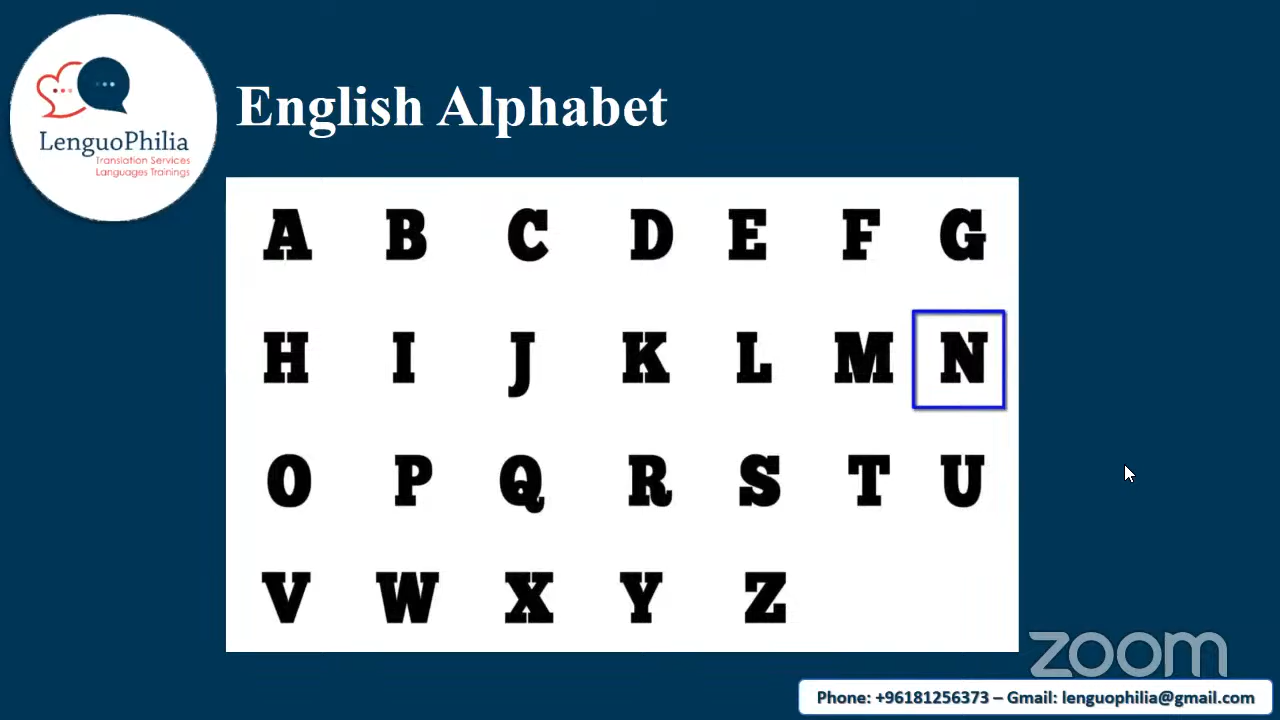 LenguoPhilia
Translation Services
Languages Trainings
English Alphabet
A B C D E F G
H I J K L M N
O P Q R S T U
V W X Y Z
zoom
Phone: +96181256373 – Gmail: lenguophilia@gmail.com